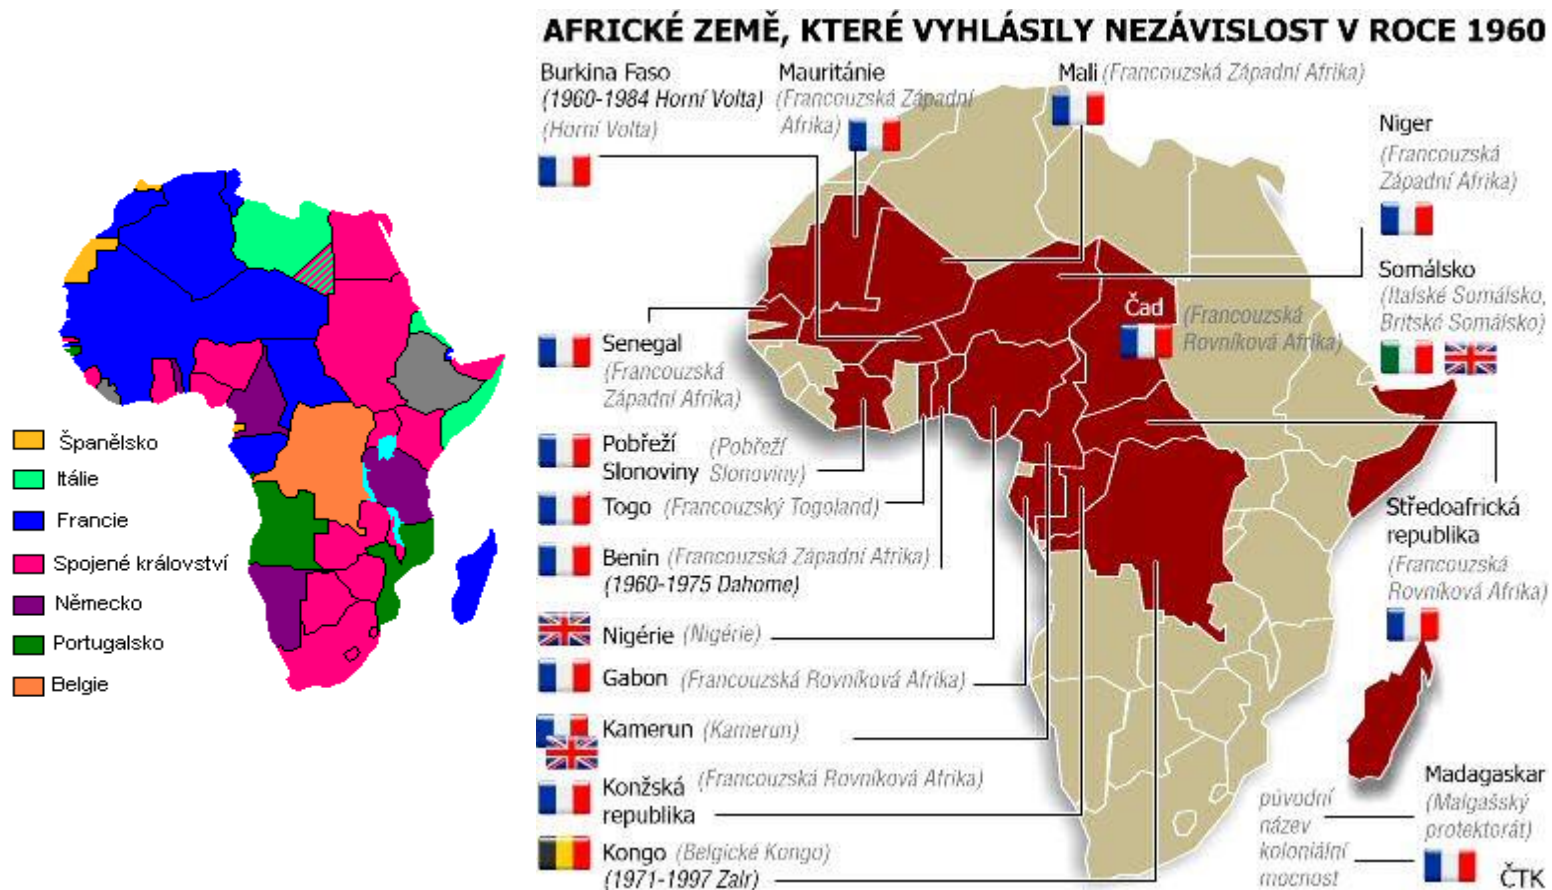 AFRICKÉ ZEMĚ, KTERÉ VYHLÁSILY NEZÁVISLOST V ROCE 1960
Burkina Faso
(1960-1984 Horní Volta)
(Horní Volta)
Mauritánie
(Francouzská Západní
Afrika)
Mali (Francouzská Západní Afrika)
Niger
(Francouzská
Západní Afrika)
Somálsko
(Italské Somálsko,
Britské Somálsko)
Čad
(Francouzská
Rovníková Afrika)
Senegal
(Francouzská
Západní Afrika)
Pobřeží
Slonoviny
(Pobřeží
Slonoviny)
Togo (Francouzský Togoland)
Benin (Francouzská Západní Afrika)
(1960-1975 Dahome)
Nigérie (Nigérie)
Gabon (Francouzská Rovníková Afrika)
Kamerun (Kamerun)
Konžská
republika
(Francouzská Rovníková Afrika)
Kongo (Belgické Kongo)
(1971-1997 Zair)
Středoafrická
republika
(Francouzská
Rovníková Afrika)
Madagaskar
(Malgašský
protektorát)
původní
název
koloniální
mocnost
ČTK
Španělsko
Itálie
Francie
Spojené království
Německo
Portugalsko
Belgie